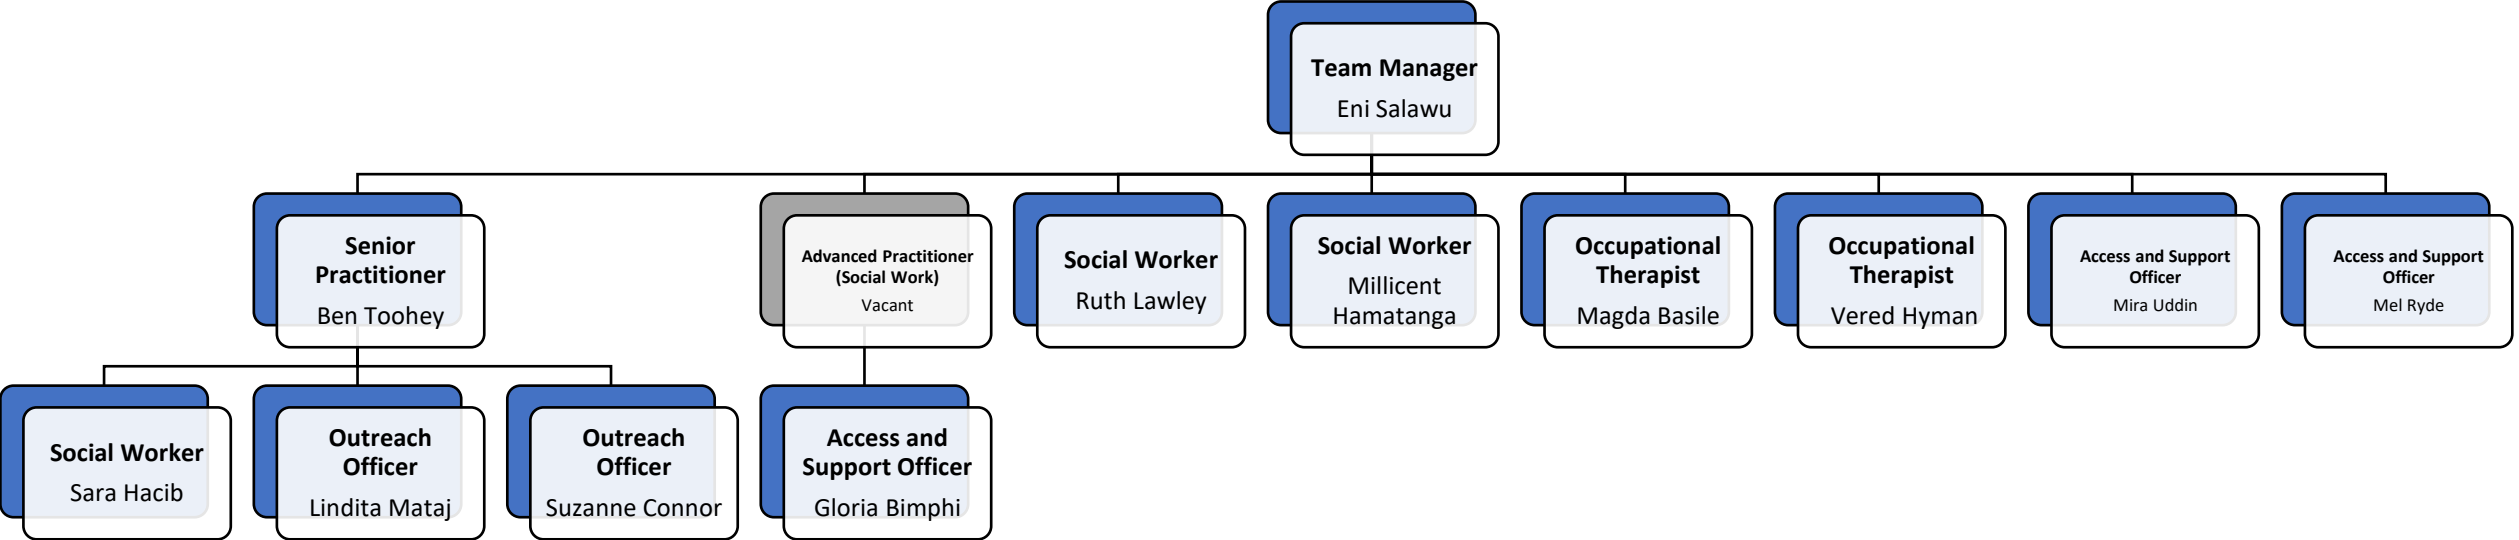 Team Manager
Eni Salawu
Senior
Practitioner
Ben Toohey
Advanced Practitioner
(Social Work)
Vacant
Social Worker
Ruth Lawley
Social Worker
Millicent
Hamatanga
Occupational
Therapist
Magda Basile
Occupational
Therapist
Vered Hyman
Access and Support
Officer
Mira Uddin
Access and Support
Officer
Mel Ryde
Social Worker
Sara Hacib
Outreach
Officer
Lindita Mataj
Outreach
Officer
Suzanne Connor
Access and
Support Officer
Gloria Bimphi